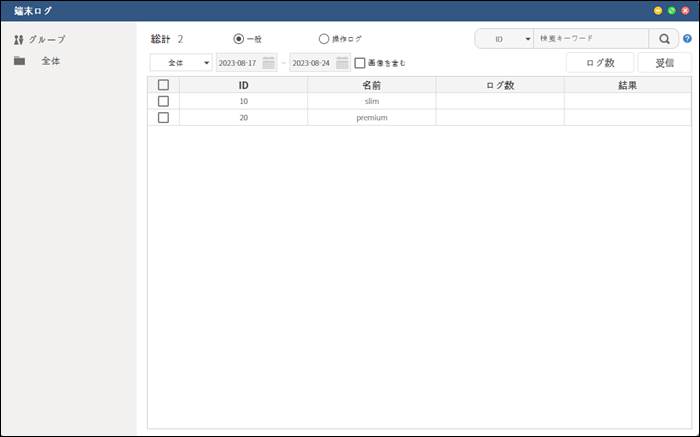 端末ログ
グループ
全体
総計 2 一般 操作ログ ID 検索キーワード
全体 2023-08-17 ~ 2023-08-24 画像を含む ログ数 受信
ID 名前 ログ数 結果
10 slim
20 premium